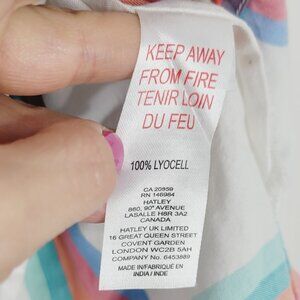 KEEP AWAY
FROM FIRE
TENIR LOIN
DU FEU
100% LYOCELL
CA 20959
RN 146984
HATLEY
860, 90E AVENUE
LASALLE H8R 3A2
CANADA
HATLEY UK LIMITED
16 GREAT QUEEN STREET
COVENT GARDEN
LONDON WC2B 5AH
COMPANY No. 6453889
MADE IN/FABRIQUÉ EN
INDIA / INDE